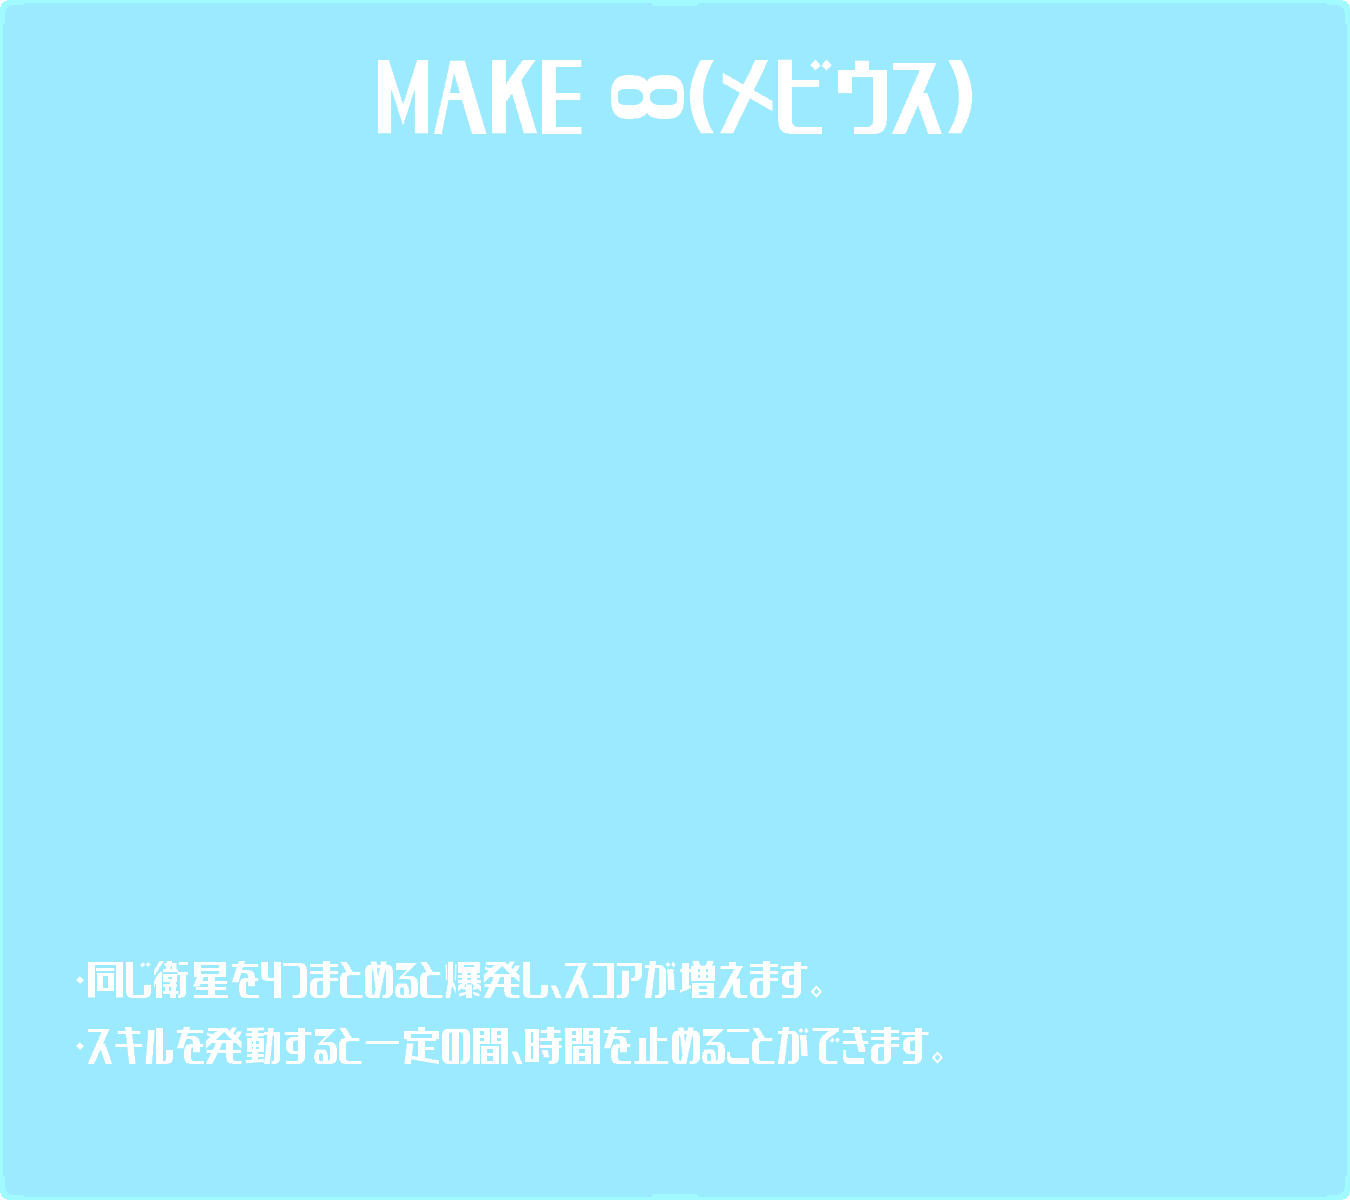 MAKE ∞(メビウス)
・同じ衛星を4つまとめると爆発し、スコアが増えます。
・スキルを発動すると一定の間、時間を止めることができます。